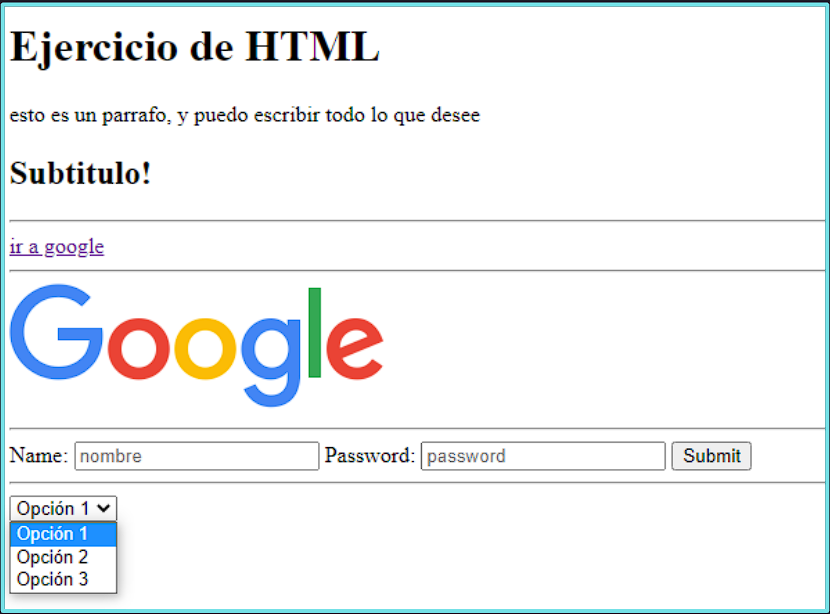 Ejercicio de HTML
esto es un parrafo, y puedo escribir todo lo que desee
Subtitulo!
ir a google
Google
Name: nombre Password: password Submit
Opción 1
Opción 1
Opción 2
Opción 3